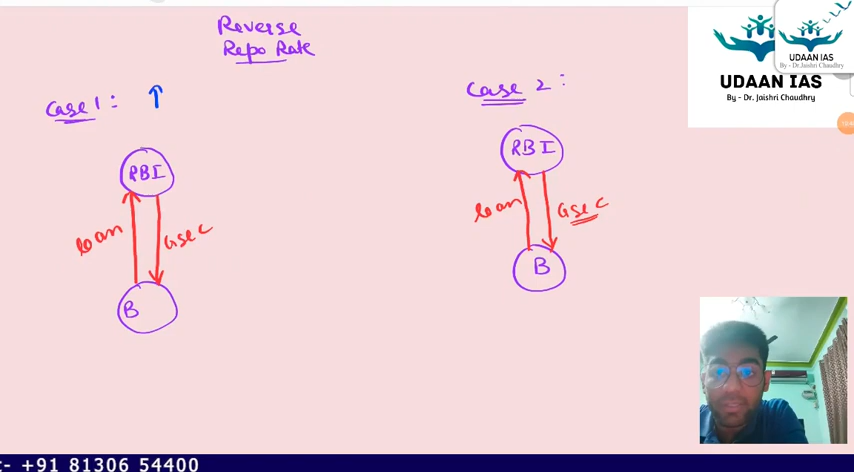 Reverse
Repo Rate
Case 1: ↑
RBI
loan
Gsec
B
Case 2:
RBI
loan
Gsec
B
UDAAN IAS
By - Dr. Jaishri Chaudhry
UDAAN IAS
By - Dr.Jaishri Chaudhry
+91 81306 54400